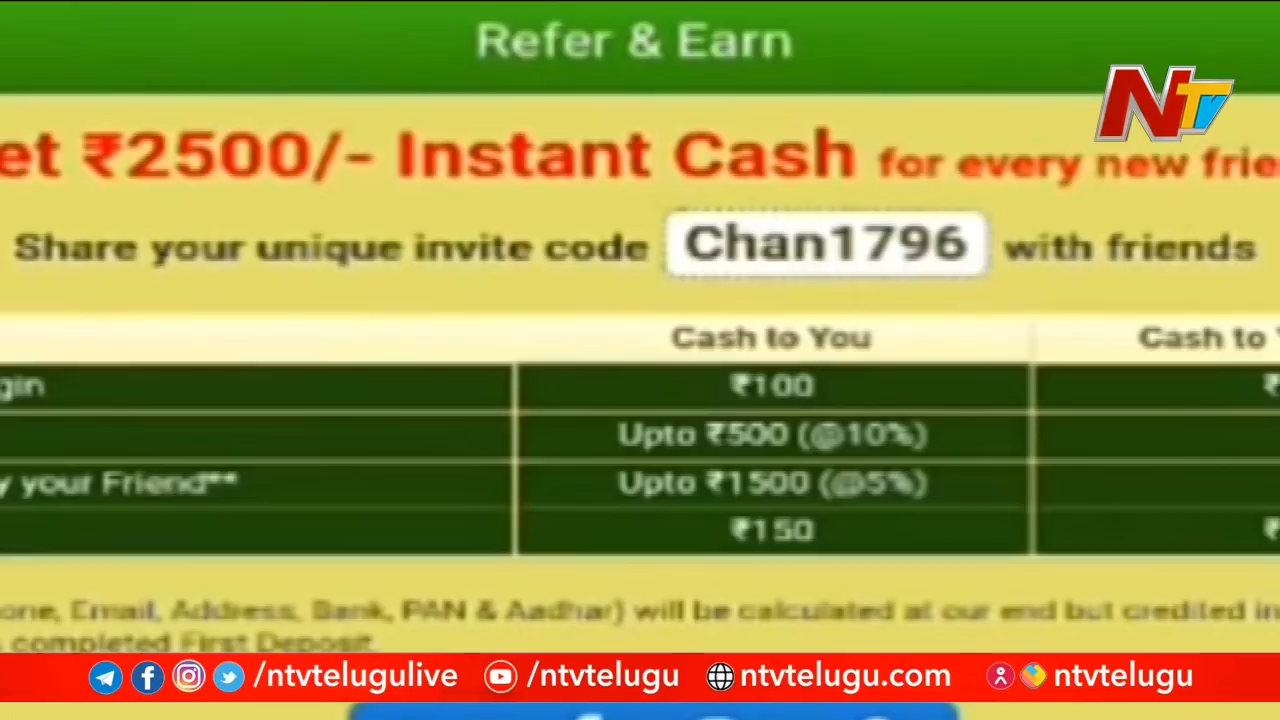 Refer & Earn
NTV
et ₹2500/- Instant Cash for every new frie
Share your unique invite code Chan1796 with friends
Cash to You Cash to
gin ₹100 ₹
Upto ₹500 (@10%)
y your Friend** Upto ₹1500 (@5%)
₹150 ₹
one, Email, Address, Bank, PAN & Aadhar) will be calculated at our end but credited in
s completed First Deposit.
/ntvtelugulive /ntvtelugu ntvtelugu.com ntvtelugu